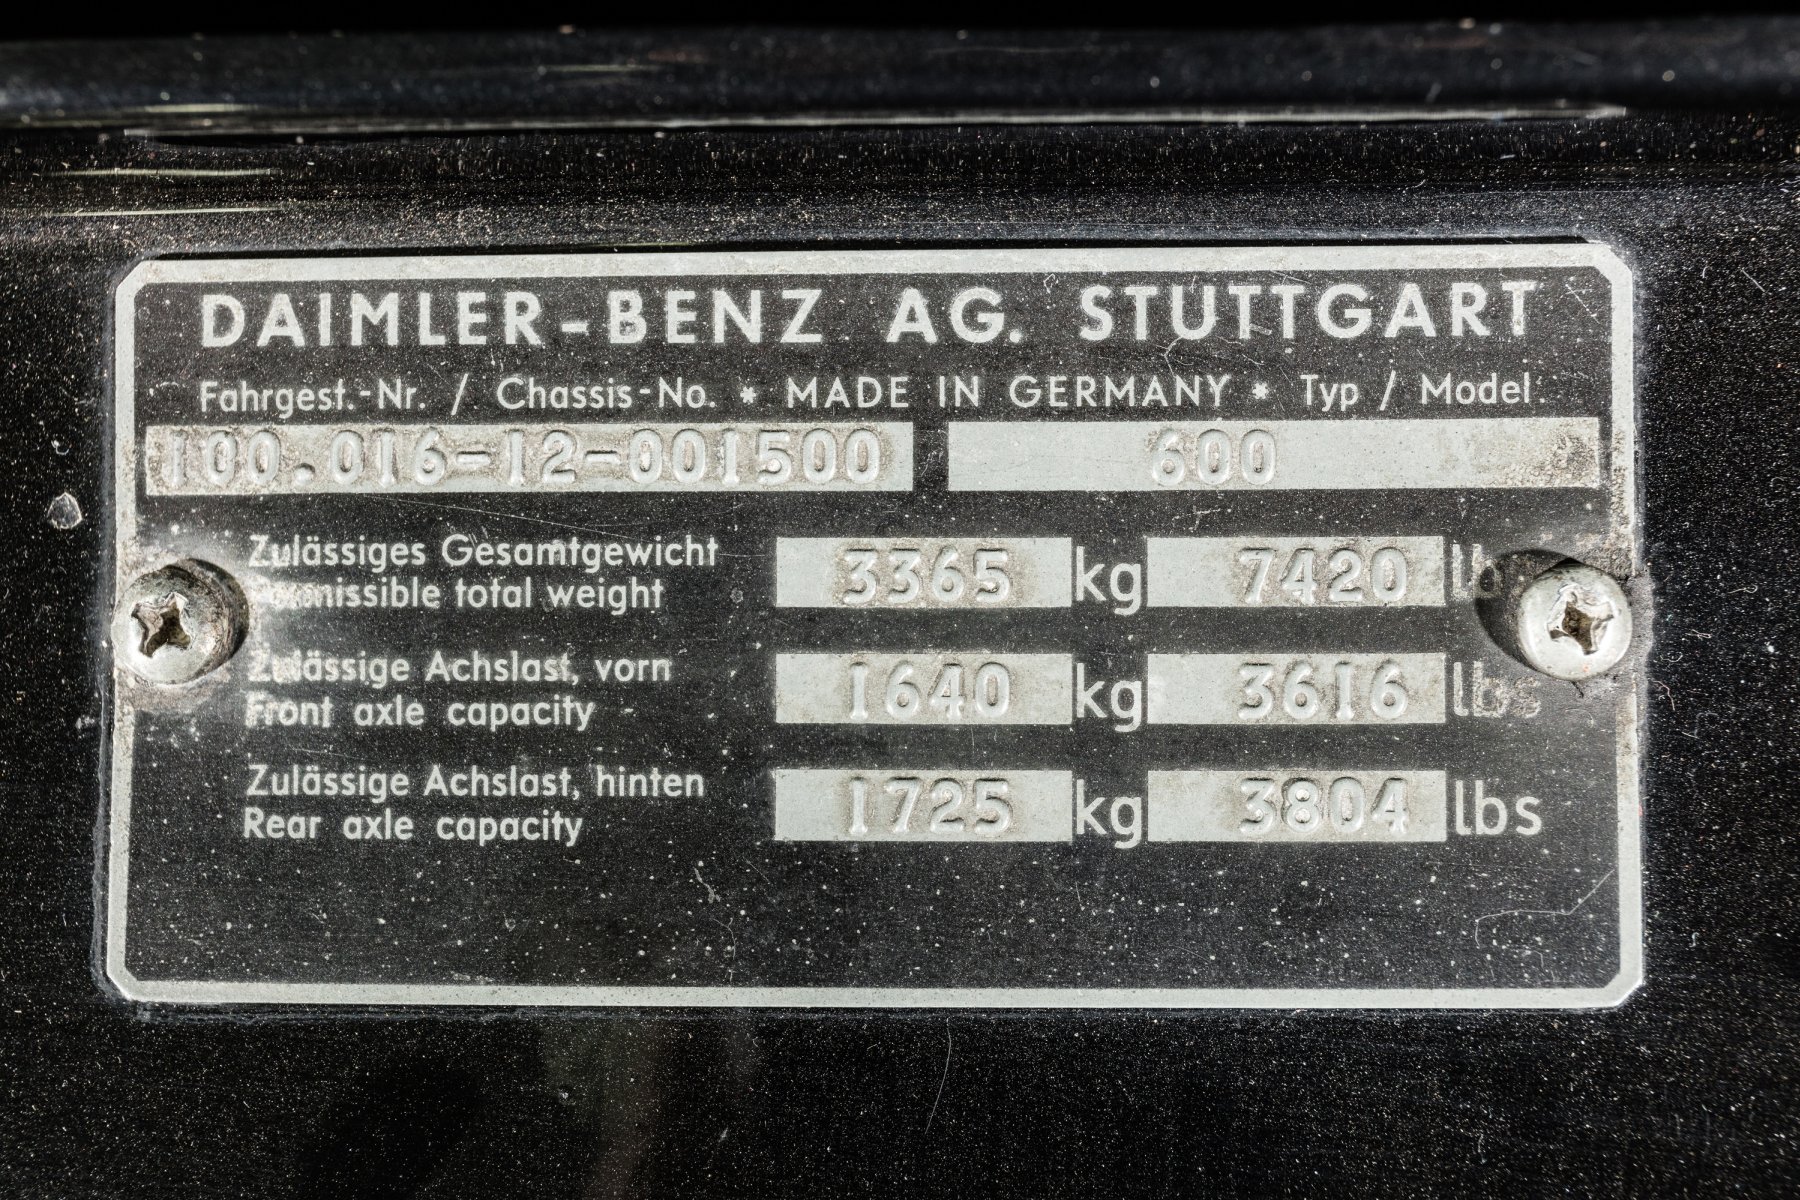 DAIMLER-BENZ AG. STUTTGART
Fahrgest.-Nr. / Chassis-No. * MADE IN GERMANY * Typ / Model
100.016-12-001500 600
Zulässiges Gesamtgewicht
Permissible total weight 3365 kg 7420 lbs
Zulässige Achslast, vorn
Front axle capacity 1640 kg 3616 lbs
Zulässige Achslast, hinten
Rear axle capacity 1725 kg 3804 lbs